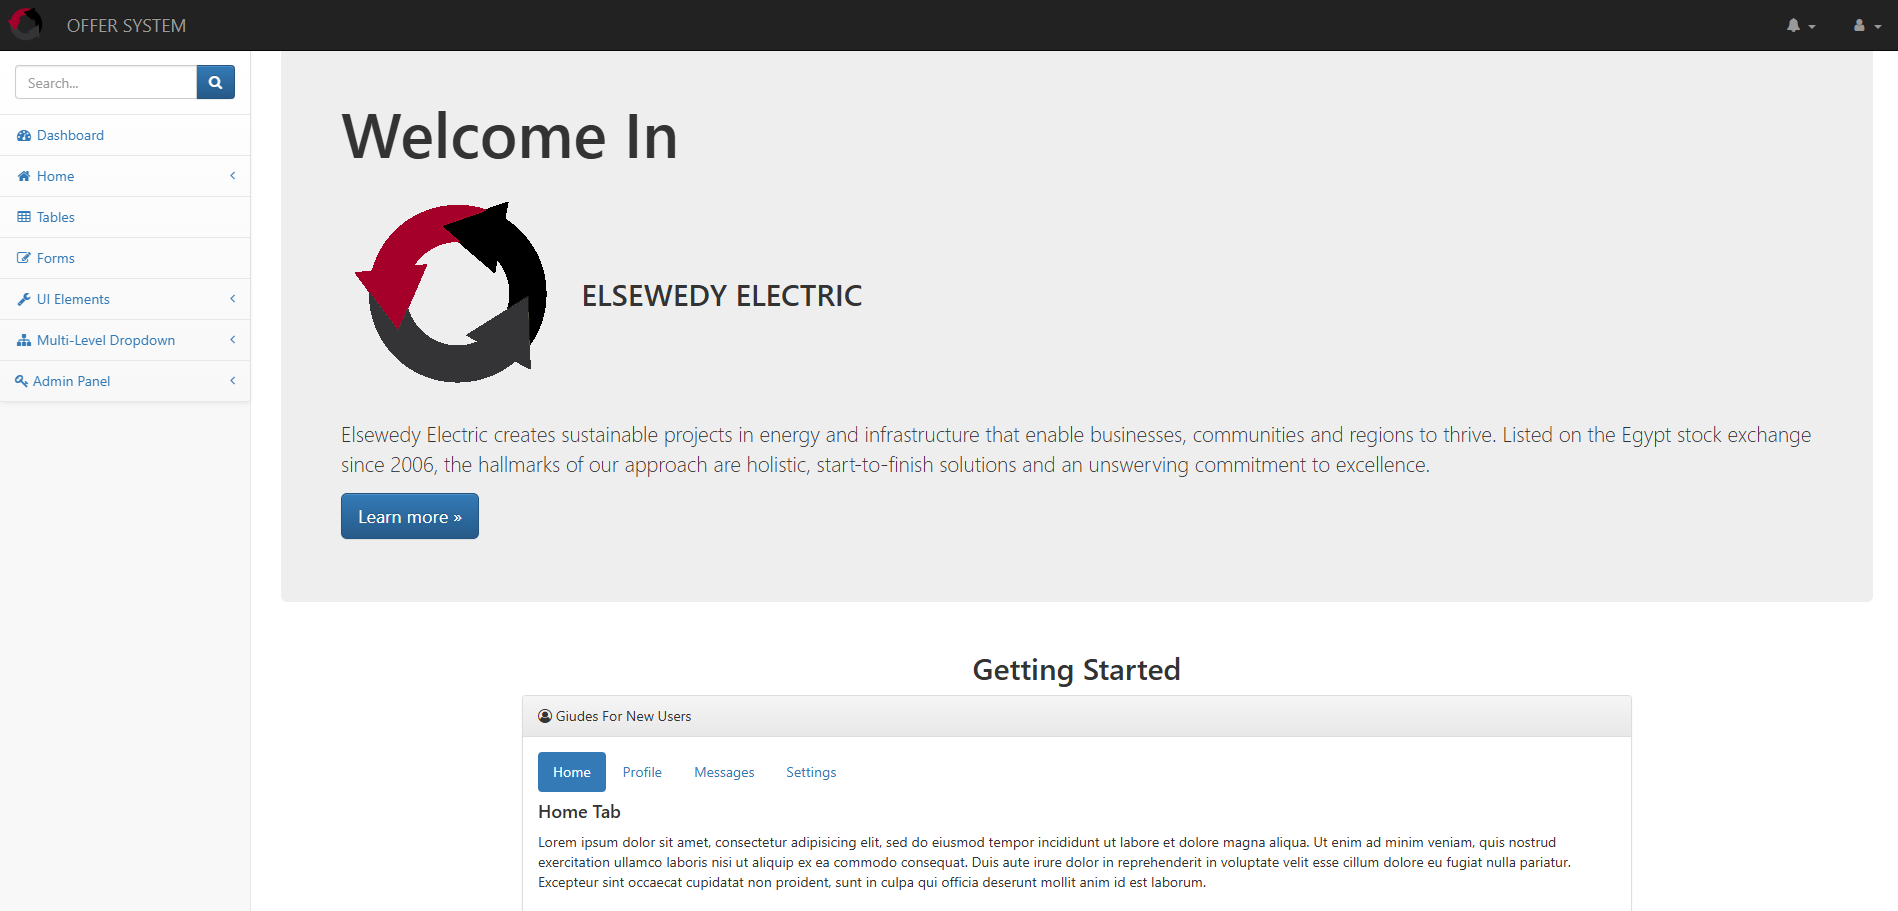 OFFER SYSTEM
Search...
Dashboard
Home
Tables
Forms
UI Elements
Multi-Level Dropdown
Admin Panel
Welcome In
ELSEWEDY ELECTRIC
Elsewedy Electric creates sustainable projects in energy and infrastructure that enable businesses, communities and regions to thrive. Listed on the Egypt stock exchange
since 2006, the hallmarks of our approach are holistic, start-to-finish solutions and an unswerving commitment to excellence.
Learn more »
Getting Started
Giudes For New Users
Home Profile Messages Settings
Home Tab
Lorem ipsum dolor sit amet, consectetur adipisicing elit, sed do eiusmod tempor incididunt ut labore et dolore magna aliqua. Ut enim ad minim veniam, quis nostrud
exercitation ullamco laboris nisi ut aliquip ex ea commodo consequat. Duis aute irure dolor in reprehenderit in voluptate velit esse cillum dolore eu fugiat nulla pariatur.
Excepteur sint occaecat cupidatat non proident, sunt in culpa qui officia deserunt mollit anim id est laborum.